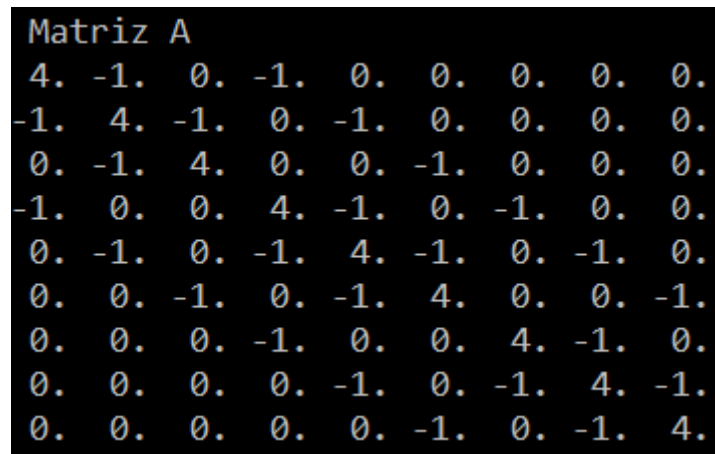 Matriz A
4. -1. 0. -1. 0. 0. 0. 0. 0.
-1. 4. -1. 0. -1. 0. 0. 0. 0.
0. -1. 4. 0. 0. -1. 0. 0. 0.
-1. 0. 0. 4. -1. 0. -1. 0. 0.
0. -1. 0. -1. 4. -1. 0. -1. 0.
0. 0. -1. 0. -1. 4. 0. 0. -1.
0. 0. 0. -1. 0. 0. 4. -1. 0.
0. 0. 0. 0. -1. 0. -1. 4. -1.
0. 0. 0. 0. 0. -1. 0. -1. 4.